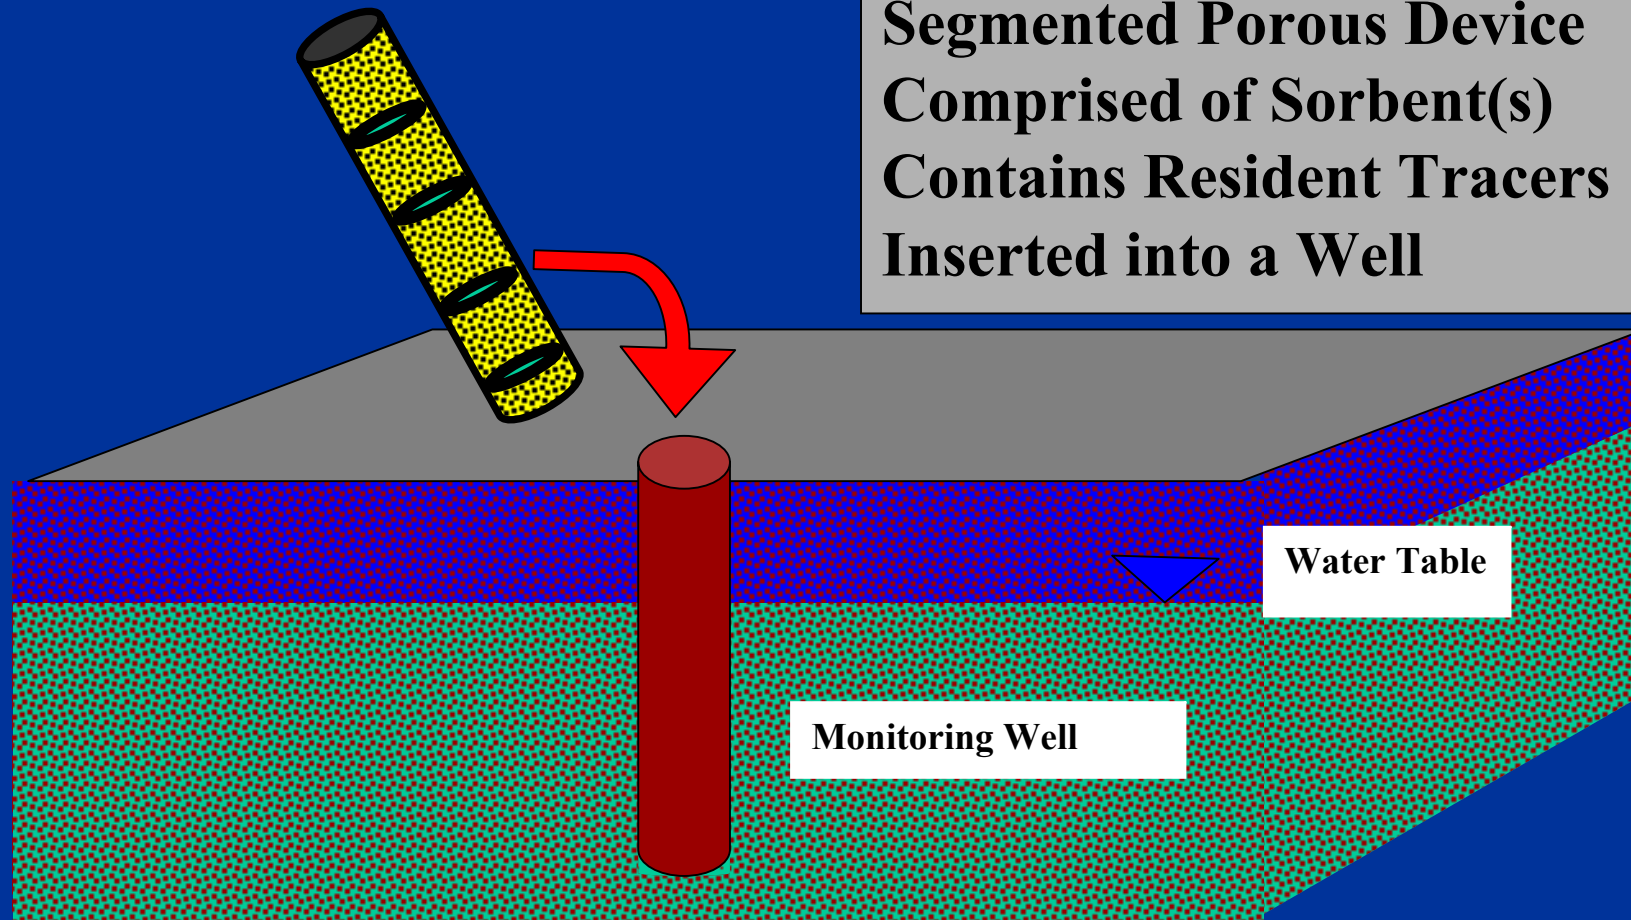 Segmented Porous Device
Comprised of Sorbent(s)
Contains Resident Tracers
Inserted into a Well
Water Table
Monitoring Well